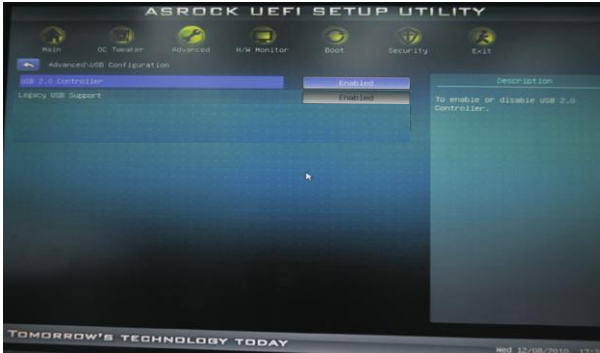 ASROCK UEFI SETUP UTILITY
Main OC Tweaker Advanced H/W Monitor Boot Security Exit
Advanced\USB Configuration
USB 2.0 Controller Enabled
Legacy USB Support Enabled
Description
To enable or disable USB 2.0
Controller.
TOMORROW'S TECHNOLOGY TODAY
Wed 12/08/2010